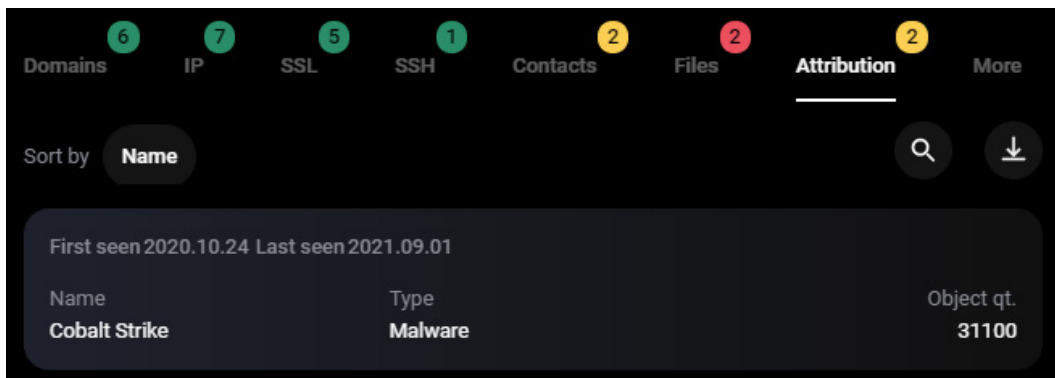 6 7 5 1 2 2 2
Domains IP SSL SSH Contacts Files Attribution More
Sort by Name
First seen 2020.10.24 Last seen 2021.09.01
Name Type Object qt.
Cobalt Strike Malware 31100